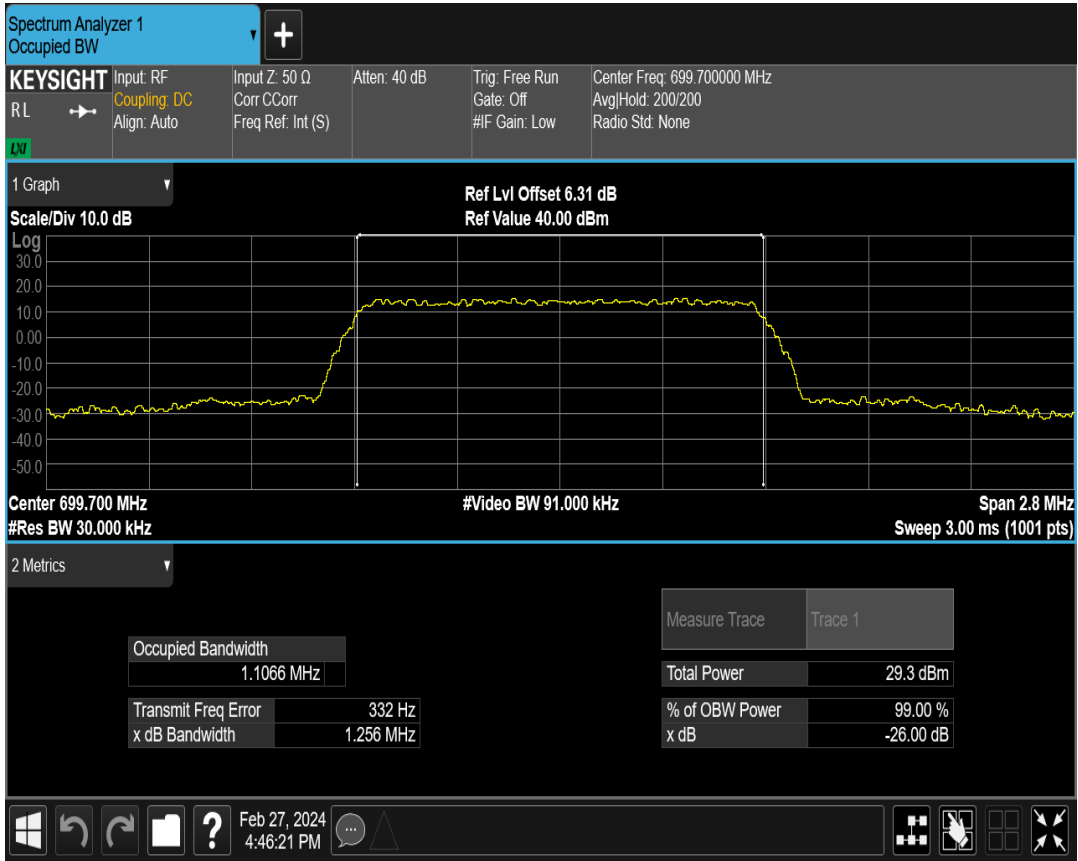 Spectrum Analyzer 1
Occupied BW
KEYSIGHT
R L
LXI
Input: RF
Coupling: DC
Align: Auto
Input Z: 50 Ω
Corr CCorr
Freq Ref: Int (S)
Atten: 40 dB
Trig: Free Run
Gate: Off
#IF Gain: Low
Center Freq: 699.700000 MHz
Avg|Hold: 200/200
Radio Std: None
1 Graph
Scale/Div 10.0 dB
Ref Lvl Offset 6.31 dB
Ref Value 40.00 dBm
Log
30.0
20.0
10.0
0.00
-10.0
-20.0
-30.0
-40.0
-50.0
Center 699.700 MHz
#Video BW 91.000 kHz
Span 2.8 MHz
#Res BW 30.000 kHz
Sweep 3.00 ms (1001 pts)
2 Metrics
Measure Trace Trace 1
Occupied Bandwidth
1.1066 MHz
Total Power 29.3 dBm
Transmit Freq Error 332 Hz
% of OBW Power 99.00 %
x dB Bandwidth 1.256 MHz
x dB -26.00 dB
?
Feb 27, 2024
4:46:21 PM